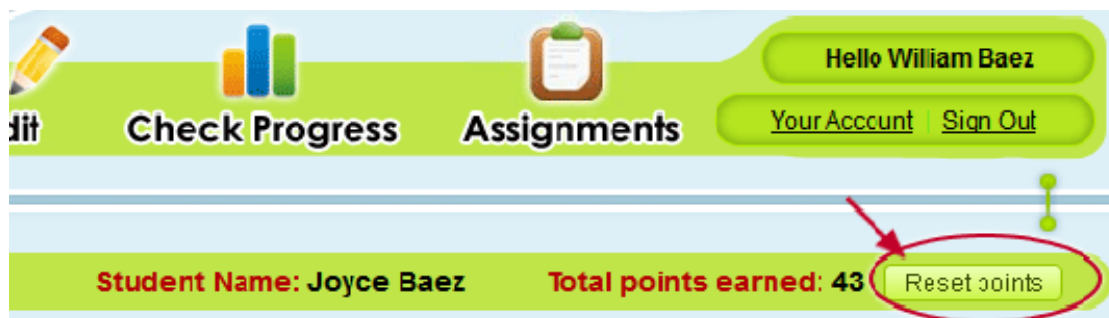 Hello William Baez
dit Check Progress Assignments Your Account | Sign Out
Student Name: Joyce Baez Total points earned: 43 Reset points